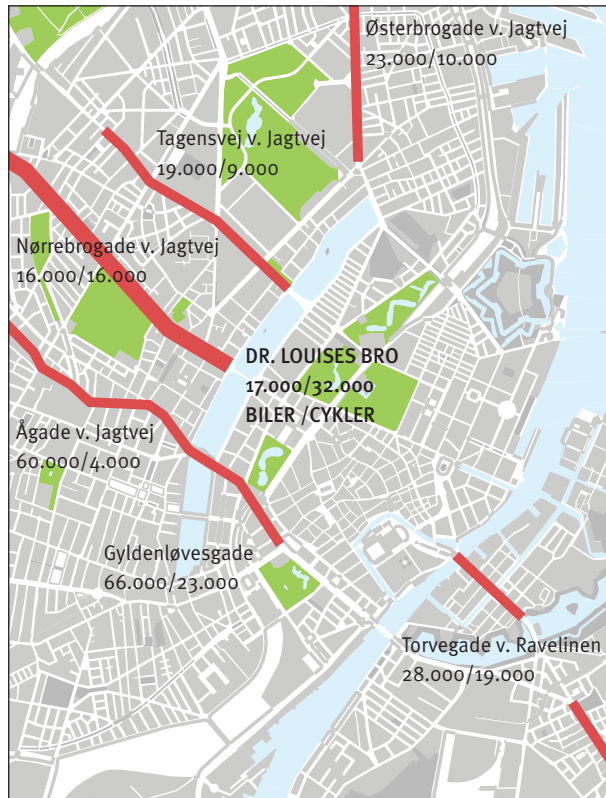 Østerbrogade v. Jagtvej
23.000/10.000
Tagensvej v. Jagtvej
19.000/9.000
Nørrebrogade v. Jagtvej
16.000/16.000
DR. LOUISES BRO
17.000/32.000
BILER /CYKLER
Ågade v. Jagtvej
60.000/4.000
Gyldenløvesgade
66.000/23.000
Torvegade v. Ravelinen
28.000/19.000